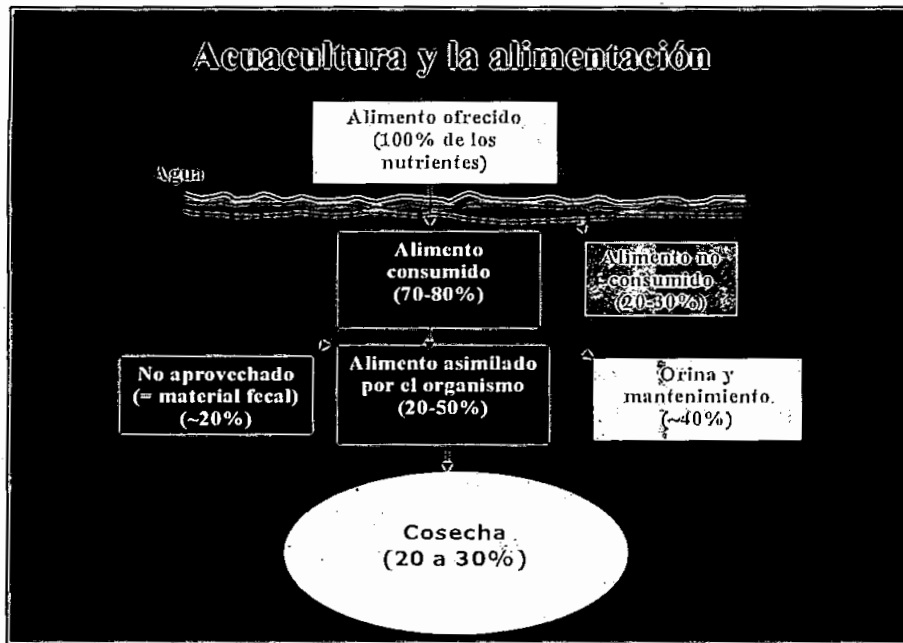 Acuacultura y la alimentación
Alimento ofrecido
(100% de los
nutrientes)
Agua
Alimento
consumido
(70-80%)
Alimento no
consumido
(20-30%)
No aprovechado
(= material fecal)
(~20%)
Alimento asimilado
por el organismo
(20-50%)
Orina y
mantenimiento.
(~40%)
Cosecha
(20 a 30%)